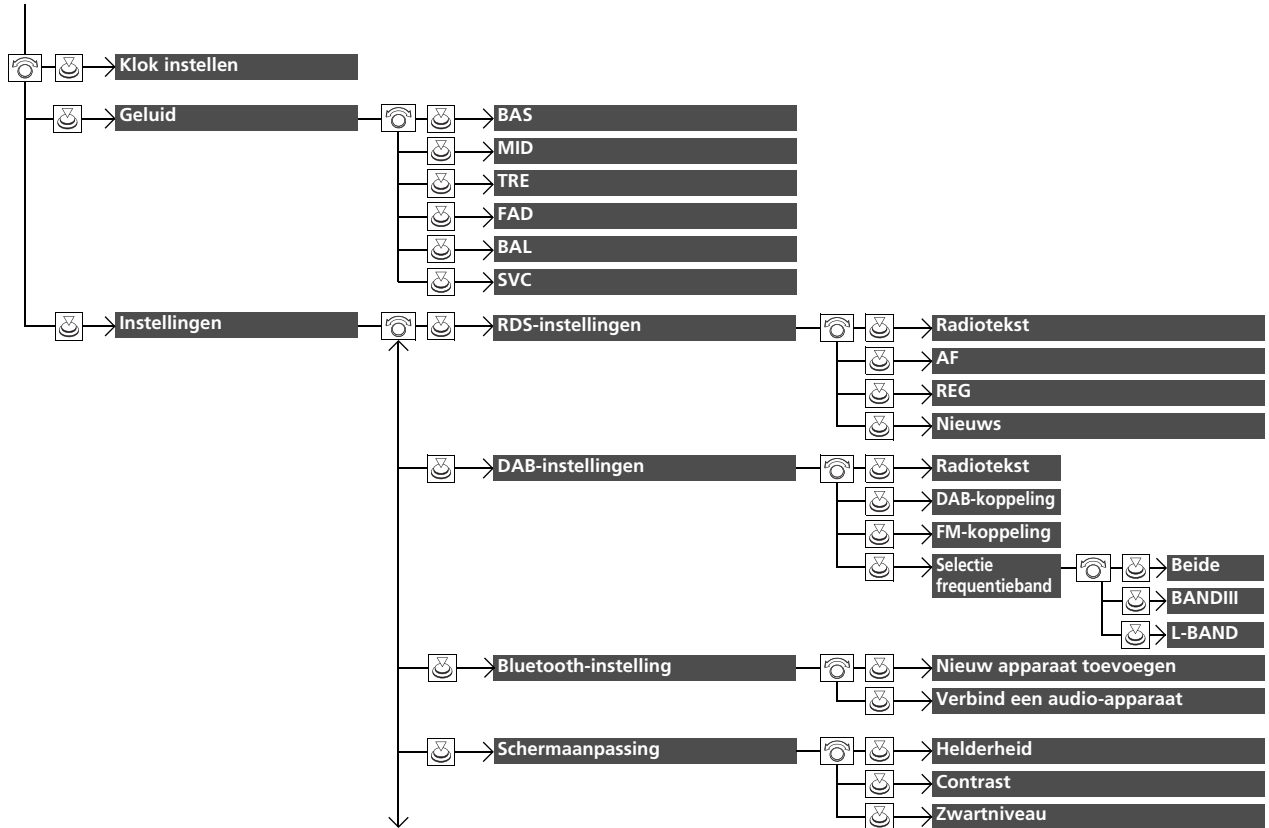 Klok instellen
Geluid
BAS
MID
TRE
FAD
BAL
SVC
Instellingen
RDS-instellingen
Radiotekst
AF
REG
Nieuws
DAB-instellingen
Radiotekst
DAB-koppeling
FM-koppeling
Selectie
frequentieband
Beide
BANDIII
L-BAND
Bluetooth-instelling
Nieuw apparaat toevoegen
Verbind een audio-apparaat
Schermaanpassing
Helderheid
Contrast
Zwartniveau